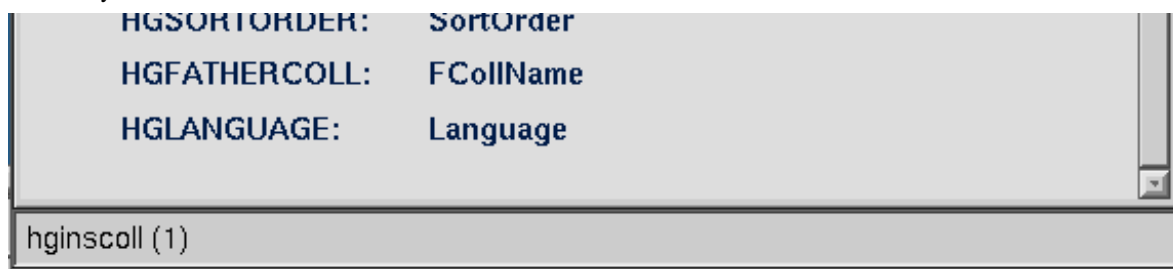 HGSORTORDER: SortOrder
HGFATHERCOLL: FCollName
HGLANGUAGE: Language
hginscoll (1)